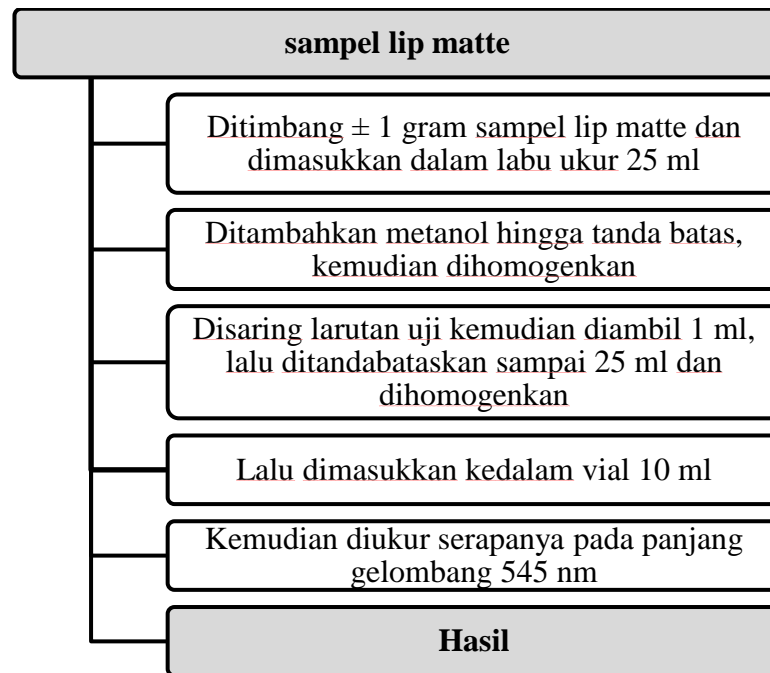 sampel lip matte
Ditimbang ± 1 gram sampel lip matte dan
dimasukkan dalam labu ukur 25 ml
Ditambahkan metanol hingga tanda batas,
kemudian dihomogenkan
Disaring larutan uji kemudian diambil 1 ml,
lalu ditandabataskan sampai 25 ml dan
dihomogenkan
Lalu dimasukkan kedalam vial 10 ml
Kemudian diukur serapanya pada panjang
gelombang 545 nm
Hasil